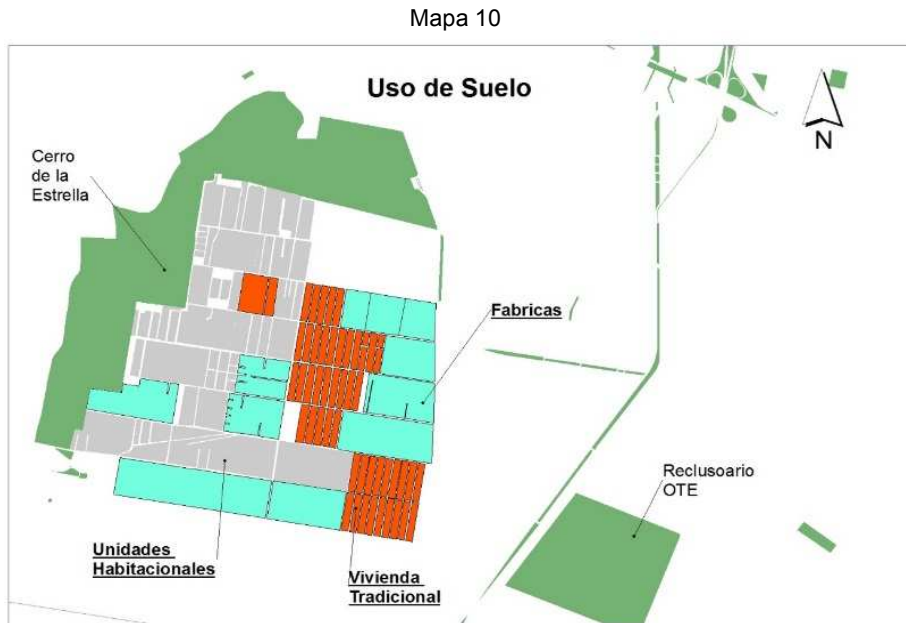 Mapa 10
Uso de Suelo
N
Cerro
de la
Estrella
Fabricas
Reclusoario
OTE
Unidades
Habitacionales
Vivienda
Tradicional